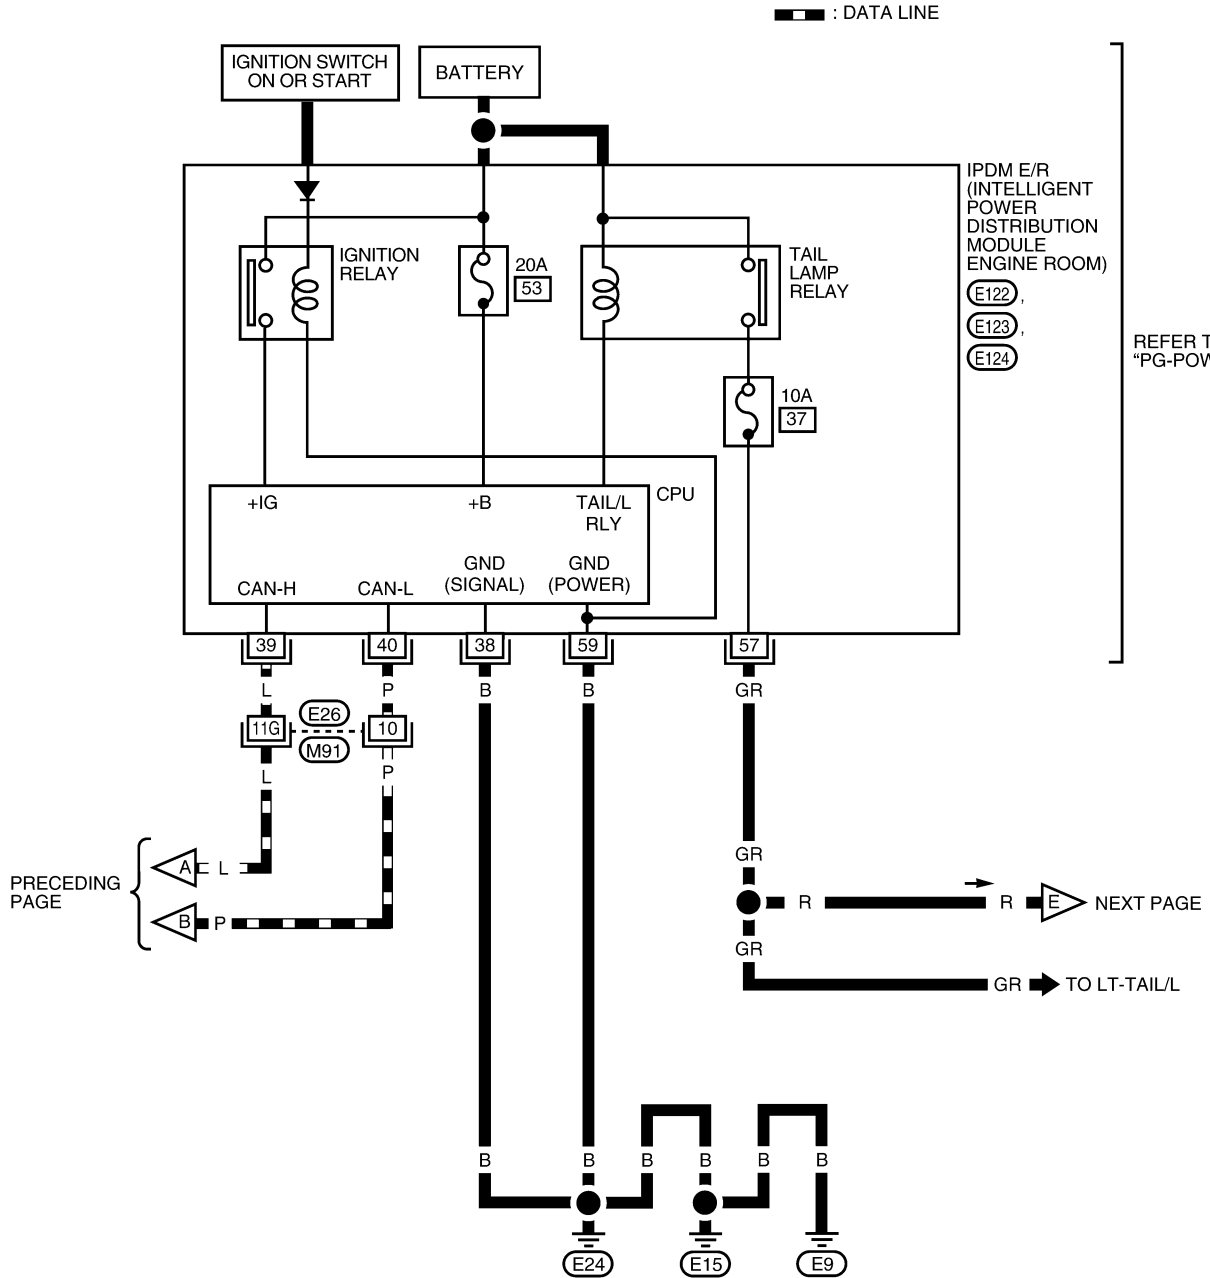 : DATA LINE
IGNITION SWITCH
ON OR START
BATTERY
IPDM E/R
(INTELLIGENT
POWER
DISTRIBUTION
MODULE
ENGINE ROOM)
E122 ,
E123 ,
E124
IGNITION
RELAY
20A
53
TAIL
LAMP
RELAY
REFER T
"PG-POW
10A
37
CPU
+IG
+B
TAIL/L
RLY
CAN-H
CAN-L
GND
(SIGNAL)
GND
(POWER)
39
40
38
59
57
L
P
B
B
GR
11G
E26
M91
10
L
P
PRECEDING
PAGE
A
L
B
P
GR
R
R
E
NEXT PAGE
GR
GR
TO LT-TAIL/L
B
B
B
B
B
B
E24
E15
E9